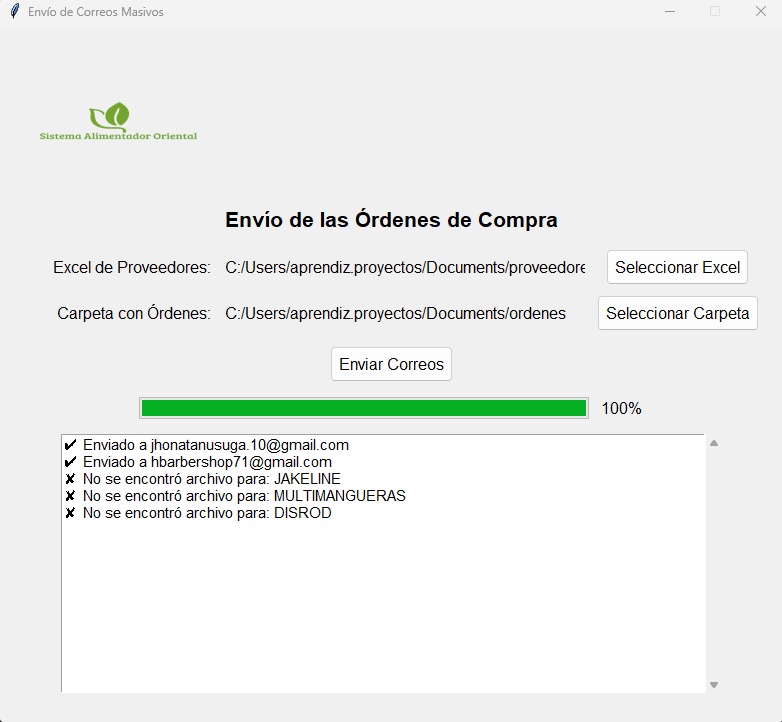 Envío de Correos Masivos
Sistema Alimentador Oriental
Envío de las Órdenes de Compra
Excel de Proveedores: C:/Users/aprendiz.proyectos/Documents/proveedore Seleccionar Excel
Carpeta con Órdenes: C:/Users/aprendiz.proyectos/Documents/ordenes Seleccionar Carpeta
Enviar Correos
100%
✔ Enviado a jhonatanusuga.10@gmail.com
✔ Enviado a hbarbershop71@gmail.com
✘ No se encontró archivo para: JAKELINE
✘ No se encontró archivo para: MULTIMANGUERAS
✘ No se encontró archivo para: DISROD